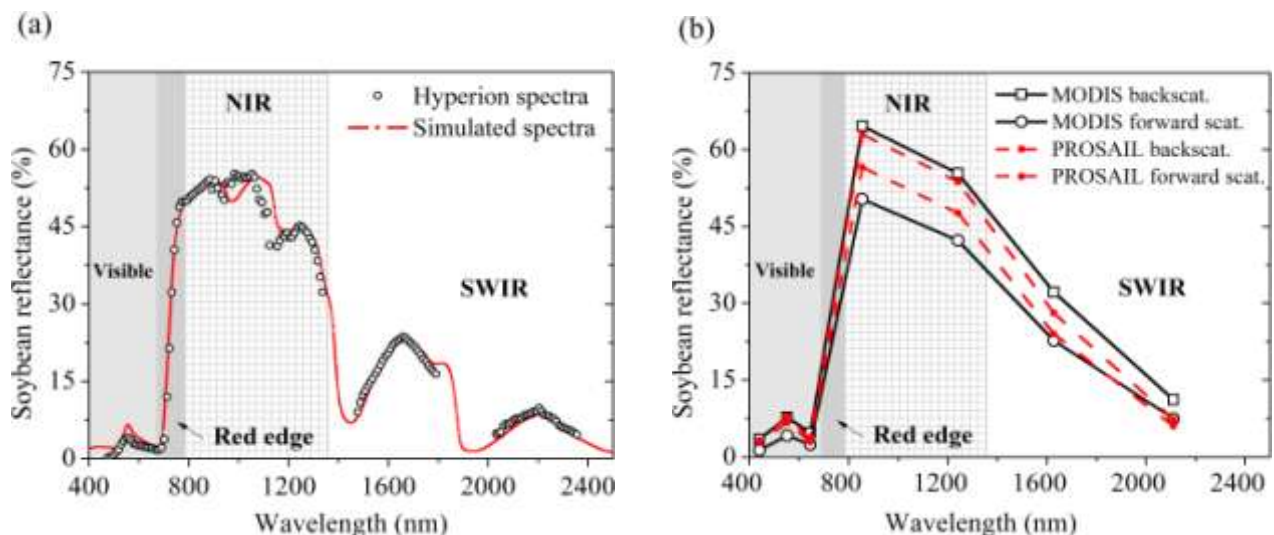 (a)
Soybean reflectance (%)
75
60
45
30
15
0
NIR
Hyperion spectra
Simulated spectra
Visible
SWIR
Red edge
400 800 1200 1600 2000 2400
Wavelength (nm)
(b)
Soybean reflectance (%)
75
60
45
30
15
0
NIR
MODIS backscat.
MODIS forward scat.
PROSAIL backscat.
PROSAIL forward scat.
Visible
SWIR
Red edge
400 800 1200 1600 2000 2400
Wavelength (nm)